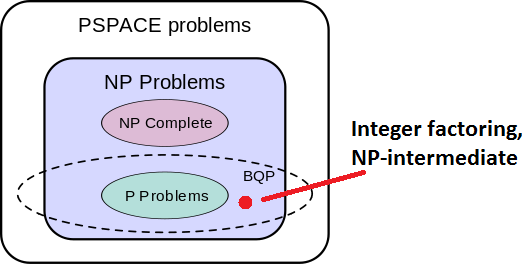 PSPACE problems
NP Problems
NP Complete
BQP
P Problems
Integer factoring,
NP-intermediate